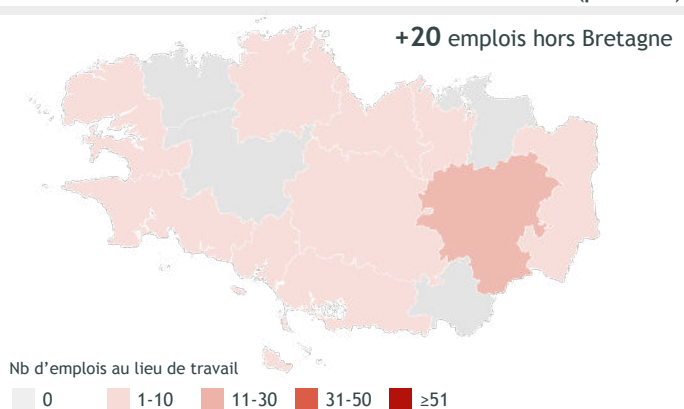 +20 emplois hors Bretagne
Nb d’emplois au lieu de travail
0 1-10 11-30 31-50 ≥51